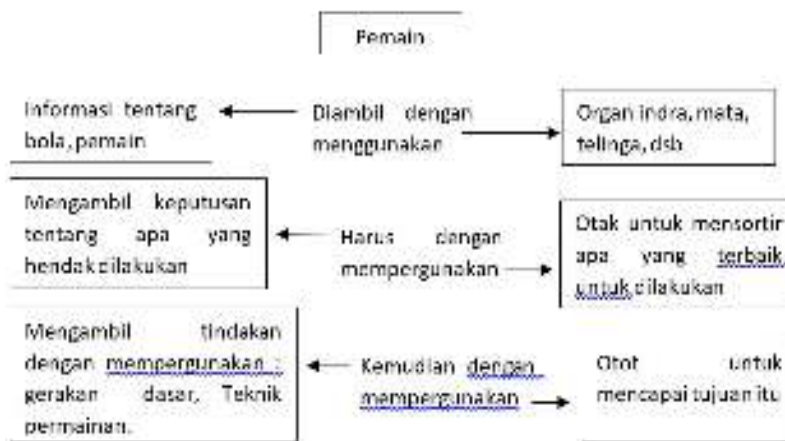 Pemain
Informasi tentang
bola, pemain
Diambil dengan
menggunakan
Organ indra, mata,
telinga, dsb
Mengambil keputusan
tentang apa yang
hendak dilakukan
Harus dengan
mempergunakan
Otak untuk mensortir
apa yang terbaik
untuk dilakukan
Mengambil tindakan
dengan mempergunakan :
gerakan dasar, Teknik
permainan.
Kemudian dengan
mempergunakan
Otot untuk
mencapai tujuan itu